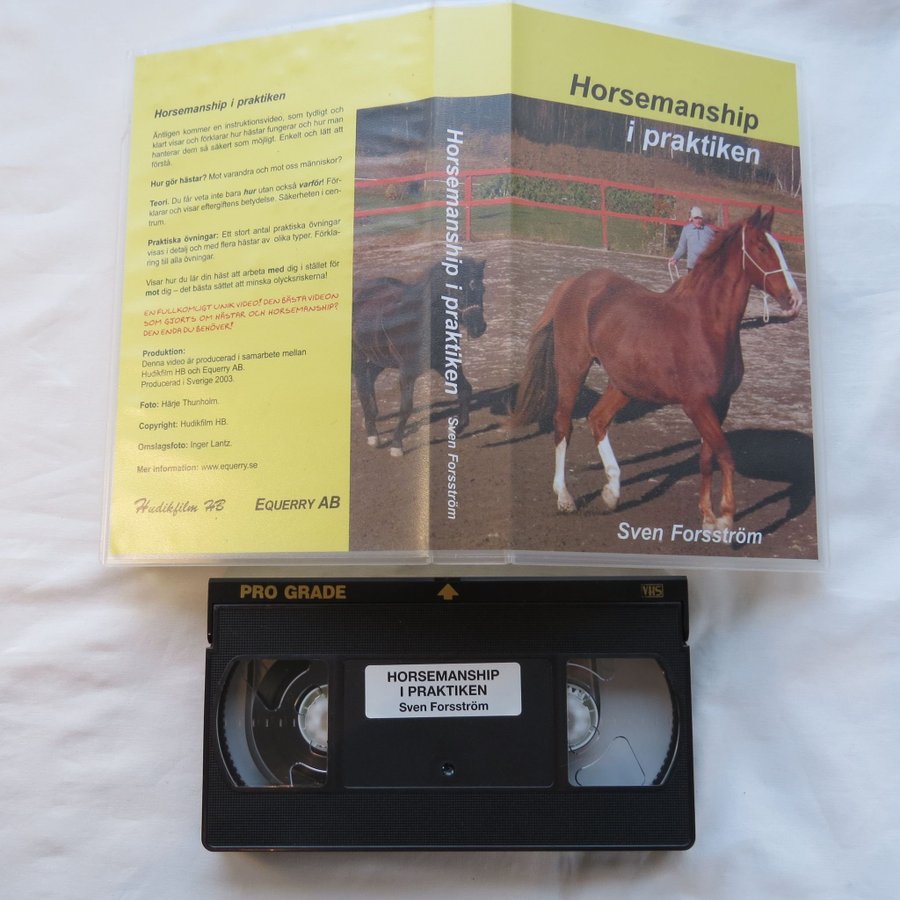 Horsemanship i praktiken
Äntligen kommer en instruktionsvideo, som tydligt och
klart visar och förklarar hur hästar fungerar och hur man
hanterar dem så säkert som möjligt. Enkelt och lätt att
förstå.
Hur gör hästar? Mot varandra och mot oss människor?
Teori. Du får veta inte bara hur utan också varför! För-
klarar och visar eftergiftens betydelse. Säkerheten i cen-
trum.
Praktiska övningar: Ett stort antal praktiska övningar
visas i detalj och med flera hästar av olika typer. Förkla-
ring till alla övningar.
Visar hur du lär din häst att arbeta med dig i stället för
mot dig – det bästa sättet att minska olycksriskerna!
EN FULLKOMLIGT UNIK VIDEO! DEN BÄSTA VIDEON
SOM GJORTS OM HÄSTAR OCH HORSEMANSHIP?
DEN ENDA DU BEHÖVER!
Produktion:
Denna video är producerad i samarbete mellan
Hudikfilm HB och Equerry AB.
Producerad i Sverige 2003.
Foto: Härje Thunholm.
Copyright: Hudikfilm HB.
Omslagsfoto: Inger Lantz.
Mer information: www.equerry.se
Hudikfilm HB EQUERRY AB
Horsemanship i praktiken Sven Forsström
Horsemanship
i praktiken
Sven Forsström
PRO GRADE
VHS
HORSEMANSHIP
I PRAKTIKEN
Sven Forsström